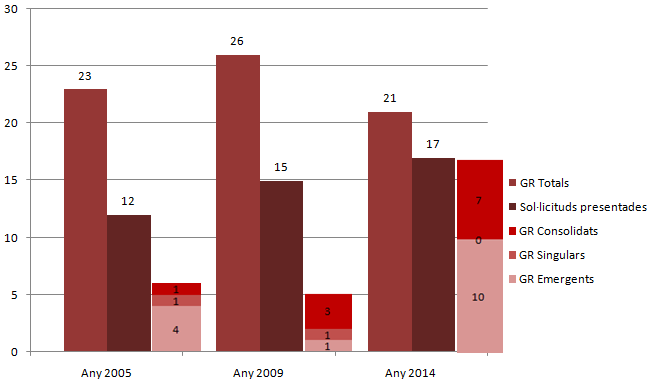 30
25
20
15
10
5
0
23
12
1
1
4
26
15
3
1
1
21
17
7
0
10
Any 2005
Any 2009
Any 2014
GR Totals
Sol·licituds presentades
GR Consolidats
GR Singulars
GR Emergents